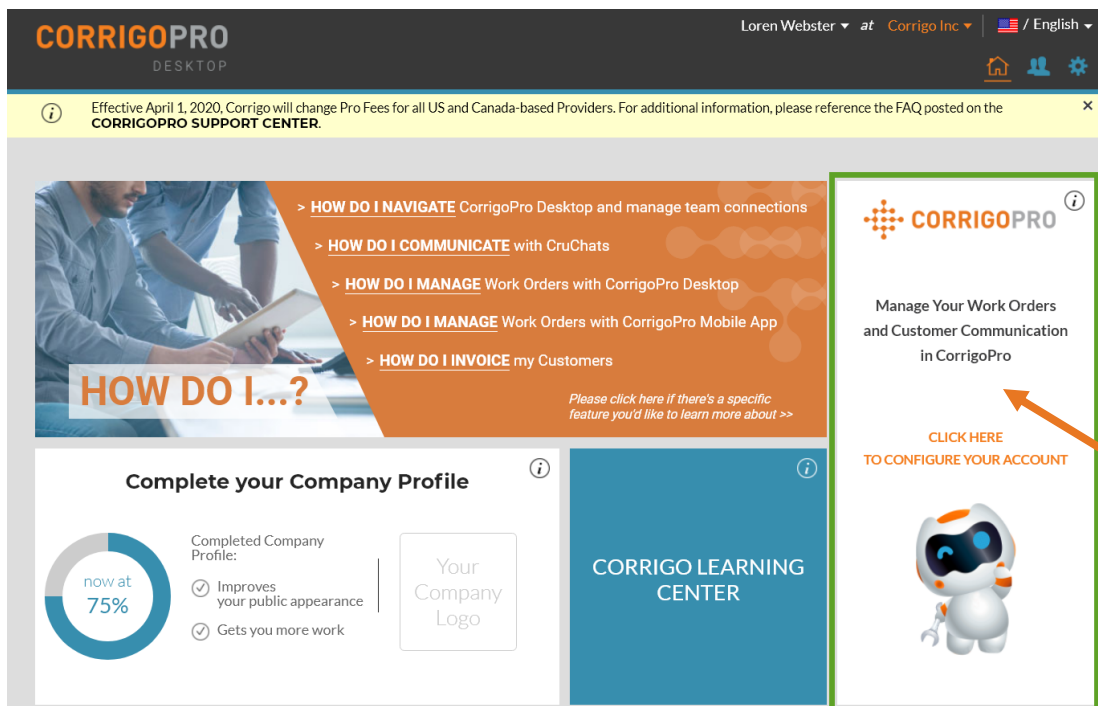 CORRIGOPRO
DESKTOP
Loren Webster at Corrigo Inc / English
Effective April 1, 2020, Corrigo will change Pro Fees for all US and Canada-based Providers. For additional information, please reference the FAQ posted on the
CORRIGOPRO SUPPORT CENTER.
> HOW DO I NAVIGATE CorrigoPro Desktop and manage team connections
> HOW DO I COMMUNICATE with CruChats
> HOW DO I MANAGE Work Orders with CorrigoPro Desktop
> HOW DO I MANAGE Work Orders with CorrigoPro Mobile App
> HOW DO I INVOICE my Customers
HOW DO I...?
Please click here if there's a specific
feature you'd like to learn more about >>
CORRIGOPRO
Manage Your Work Orders
and Customer Communication
in CorrigoPro
CLICK HERE
TO CONFIGURE YOUR ACCOUNT
Complete your Company Profile
now at
75%
Completed Company
Profile:
Improves
your public appearance
Gets you more work
Your
Company
Logo
CORRIGO LEARNING
CENTER